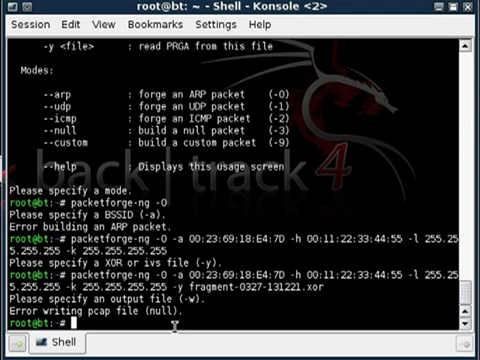 root@bt: ~ - Shell - Konsole <2>
Session Edit View Bookmarks Settings Help
-y <file> : read PRGA from this file
Modes:
--arp : forge an ARP packet (-0)
--udp : forge an UDP packet (-1)
--icmp : forge an ICMP packet (-2)
--null : build a null packet (-3)
--custom : build a custom packet (-9)
--help : Displays this usage screen
back | track 4
Please specify a mode.
root@bt:~# packetforge-ng -0
Please specify a BSSID (-a).
Error building an ARP packet.
root@bt:~# packetforge-ng -0 -a 00:23:69:18:E4:7D -h 00:11:22:33:44:55 -l 255.25
5.255.255 -k 255.255.255.255
Please specify a XOR or ivs file (-y).
root@bt:~# packetforge-ng -0 -a 00:23:69:18:E4:7D -h 00:11:22:33:44:55 -l 255.25
5.255.255 -k 255.255.255.255 -y fragment-0327-131221.xor
Please specify an output file (-w).
Error writing pcap file (null).
root@bt:~#
Shell